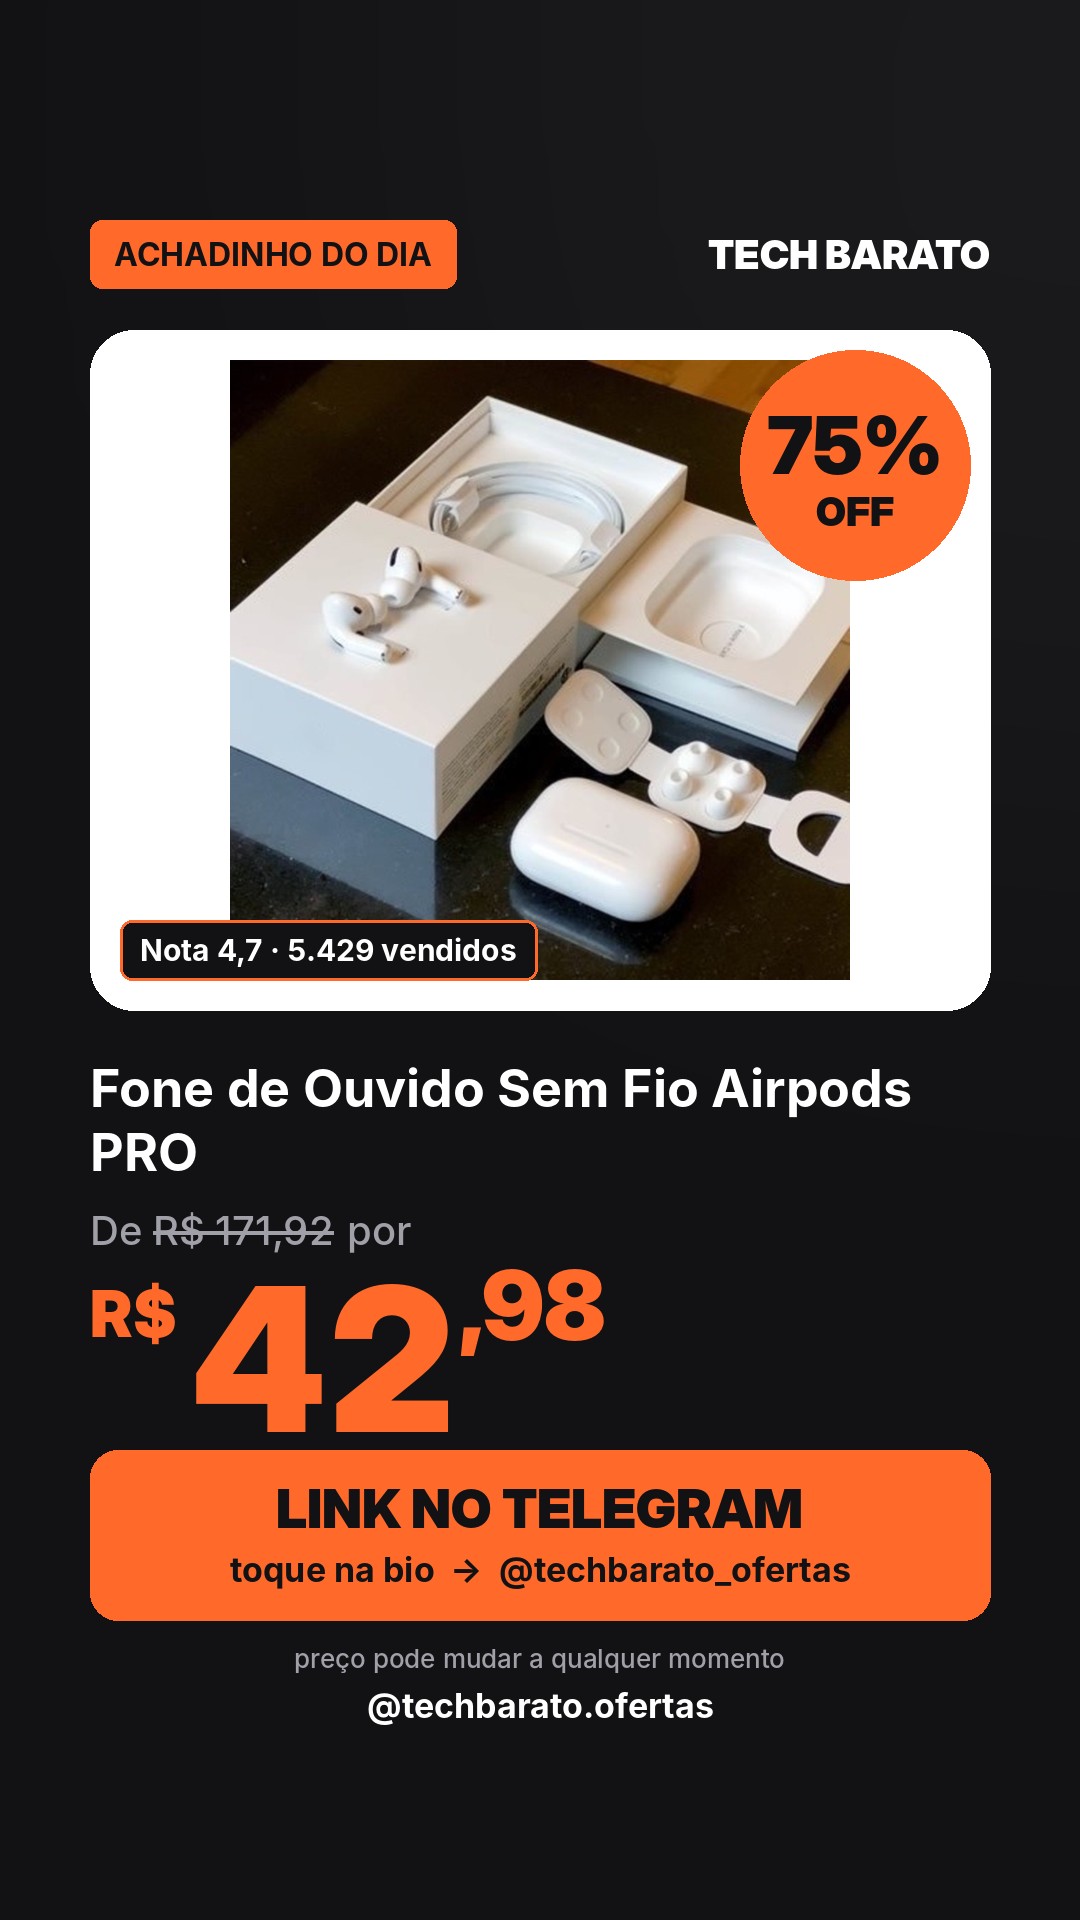 ACHADINHO DO DIA
TECH BARATO
75%
OFF
Nota 4,7 · 5.429 vendidos
Fone de Ouvido Sem Fio Airpods
PRO
De R$ 171,92 por
R$ 42,98
LINK NO TELEGRAM
toque na bio → @techbarato_ofertas
preço pode mudar a qualquer momento
@techbarato.ofertas